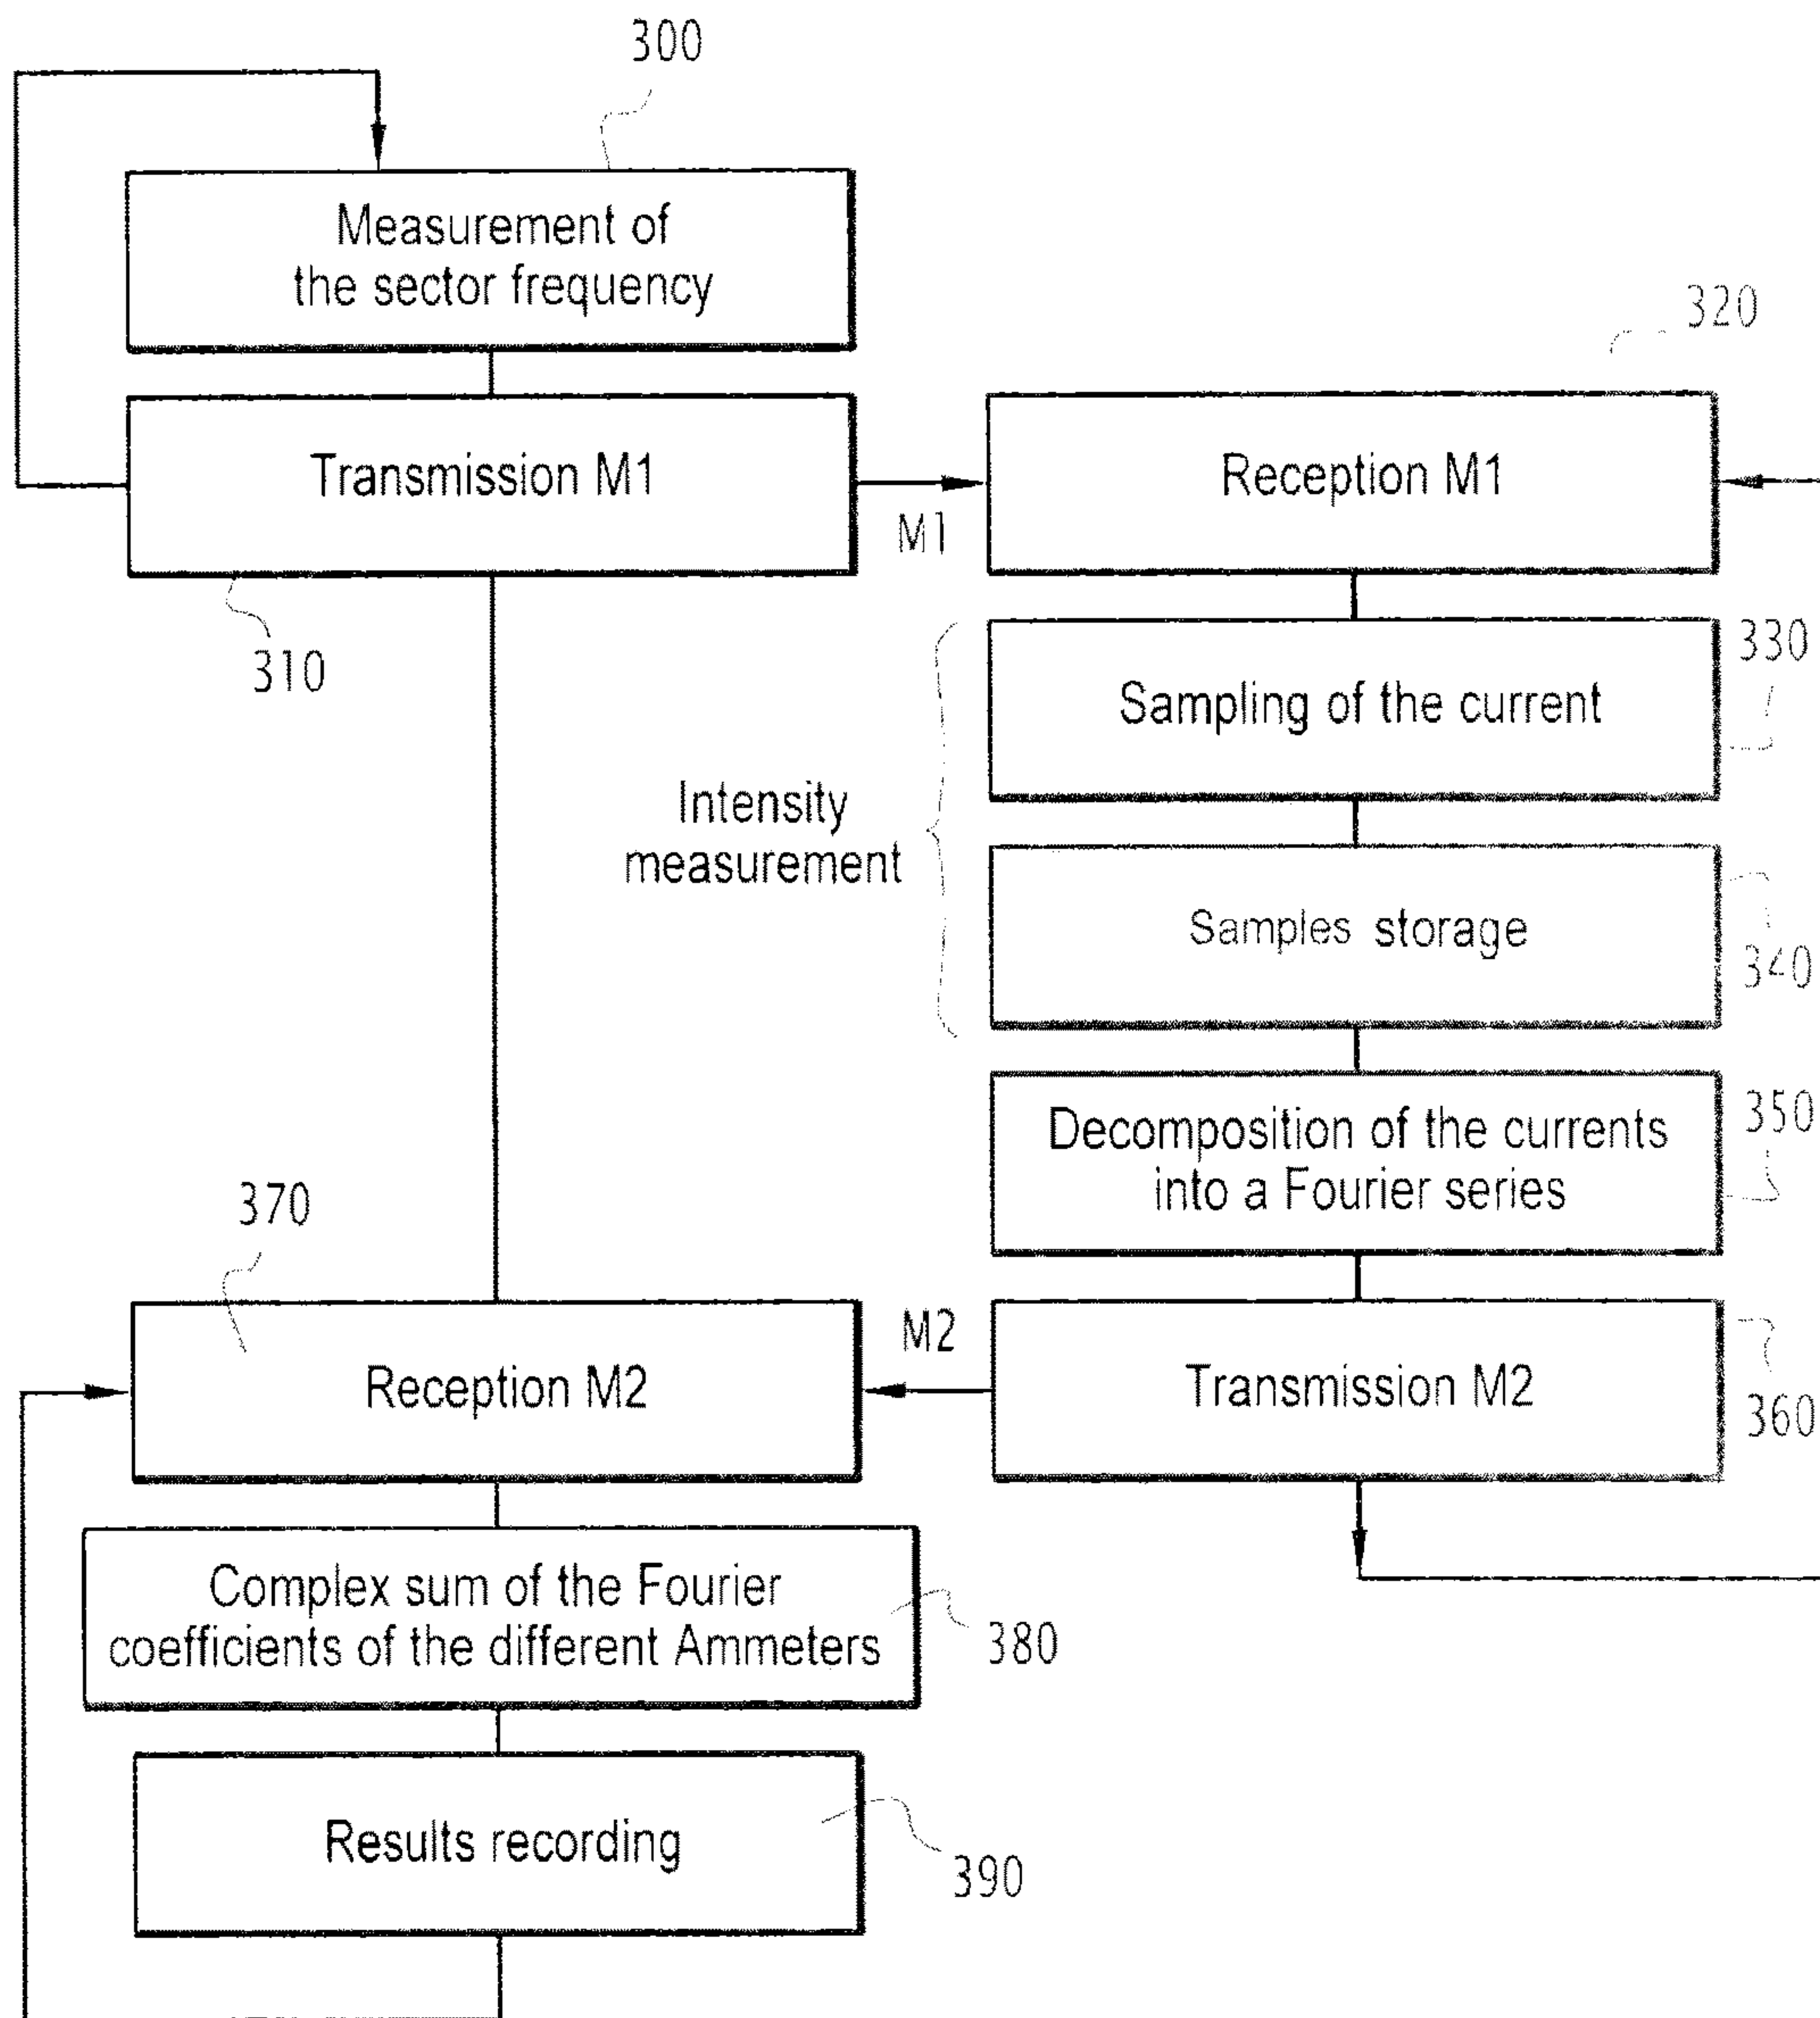 300
Measurement of
the sector frequency
320
Transmission M1
M1
Reception M1
310
330
Sampling of the current
Intensity
measurement
Samples storage
340
Decomposition of the currents
into a Fourier series
350
370
Reception M2
M2
Transmission M2
360
Complex sum of the Fourier
coefficients of the different Ammeters
380
Results recording
390